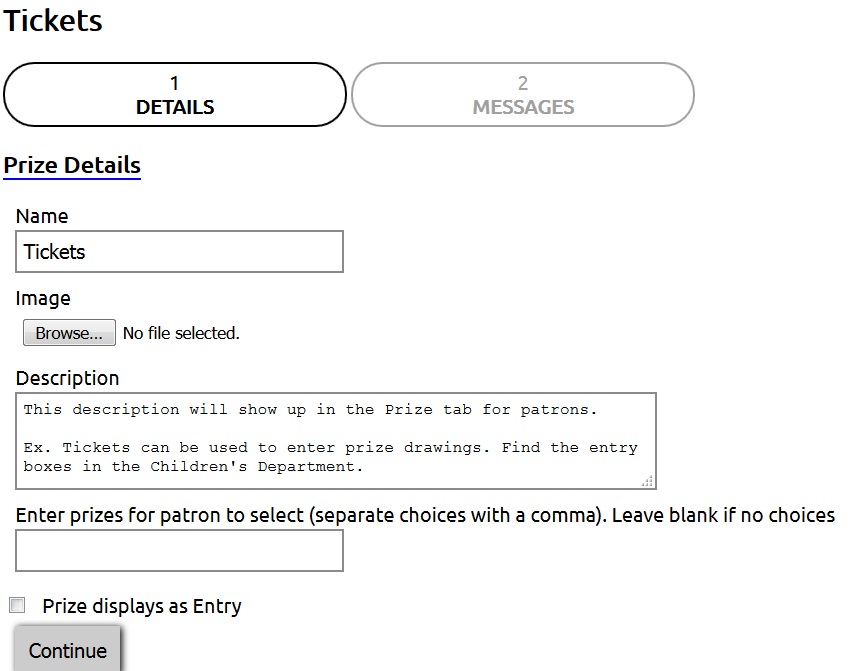 Tickets
1
DETAILS
2
MESSAGES
Prize Details
Name
Tickets
Image
Browse... No file selected.
Description
This description will show up in the Prize tab for patrons.
Ex. Tickets can be used to enter prize drawings. Find the entry
boxes in the Children's Department.
Enter prizes for patron to select (separate choices with a comma). Leave blank if no choices
Prize displays as Entry
Continue